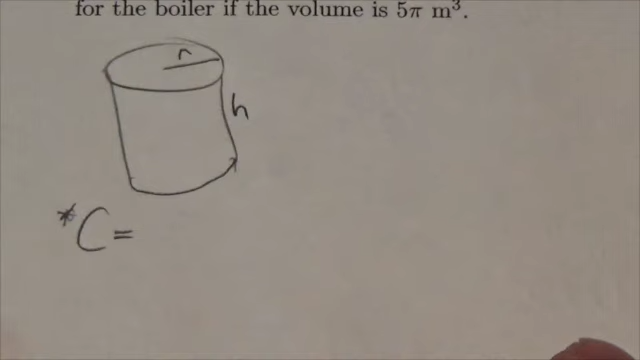 for the boiler if the volume is 5π m³.
r
h
*C=